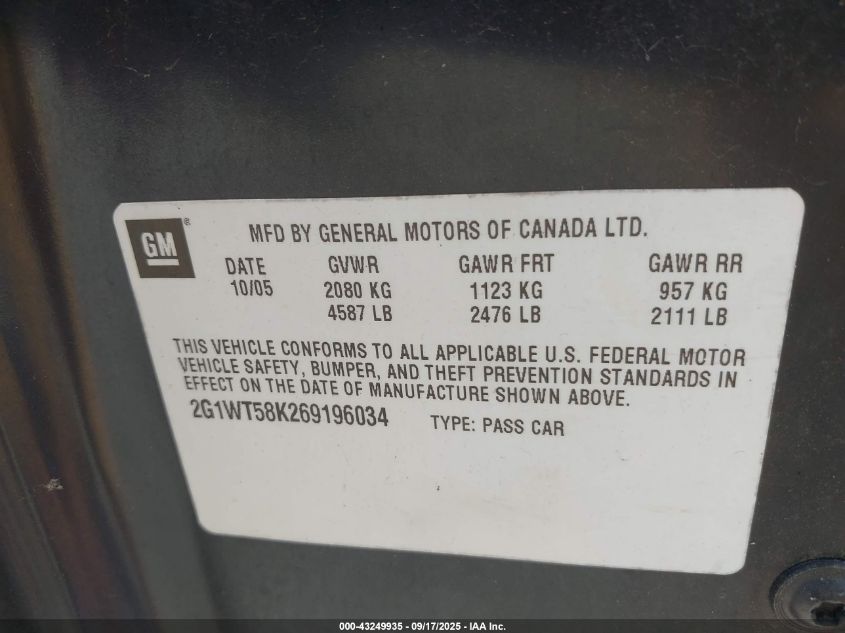 GM ®
MFD BY GENERAL MOTORS OF CANADA LTD.
DATE GVWR GAWR FRT GAWR RR
10/05 2080 KG 1123 KG 957 KG
4587 LB 2476 LB 2111 LB
THIS VEHICLE CONFORMS TO ALL APPLICABLE U.S. FEDERAL MOTOR
VEHICLE SAFETY, BUMPER, AND THEFT PREVENTION STANDARDS IN
EFFECT ON THE DATE OF MANUFACTURE SHOWN ABOVE.
2G1WT58K269196034 TYPE: PASS CAR
000-43249935 - 09/17/2025 - IAA Inc.